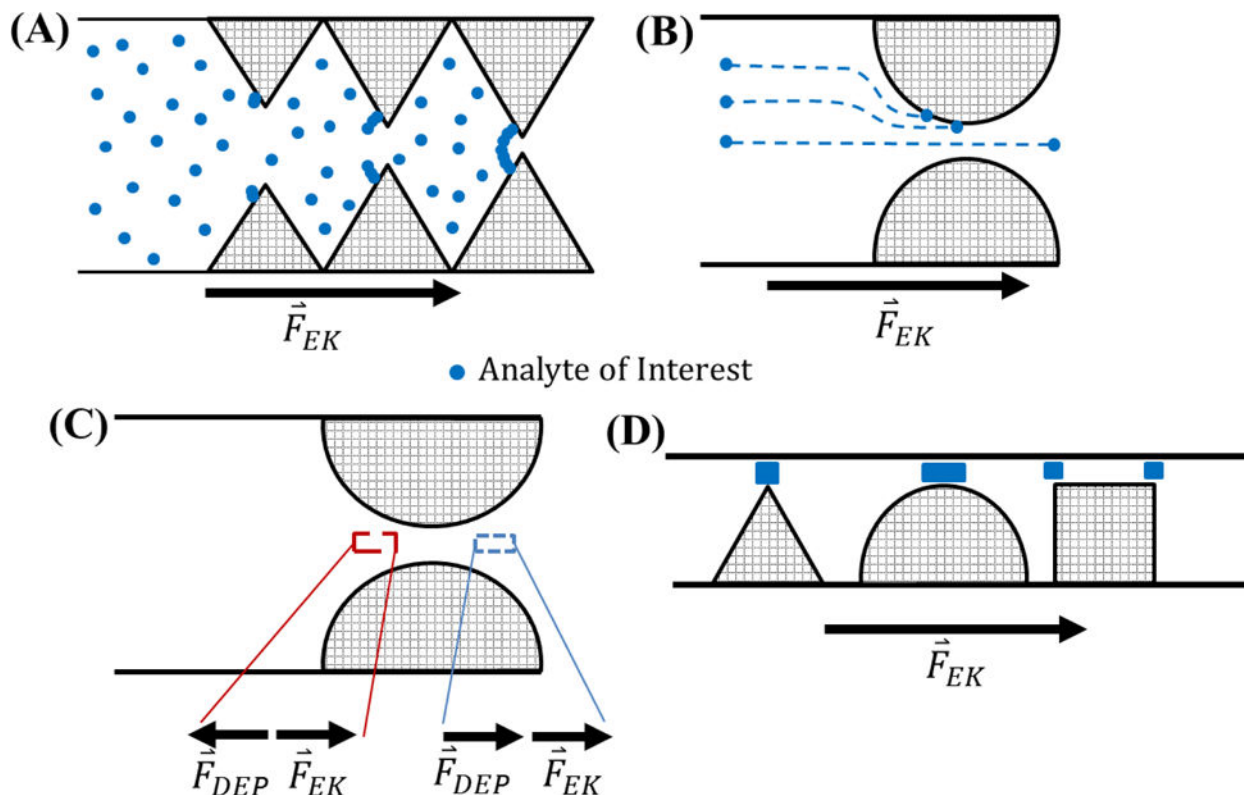 (A)
(B)
F⃗EK
F⃗EK
Analyte of Interest
(C)
(D)
F⃗EK
F⃗DEP F⃗EK F⃗DEP F⃗EK